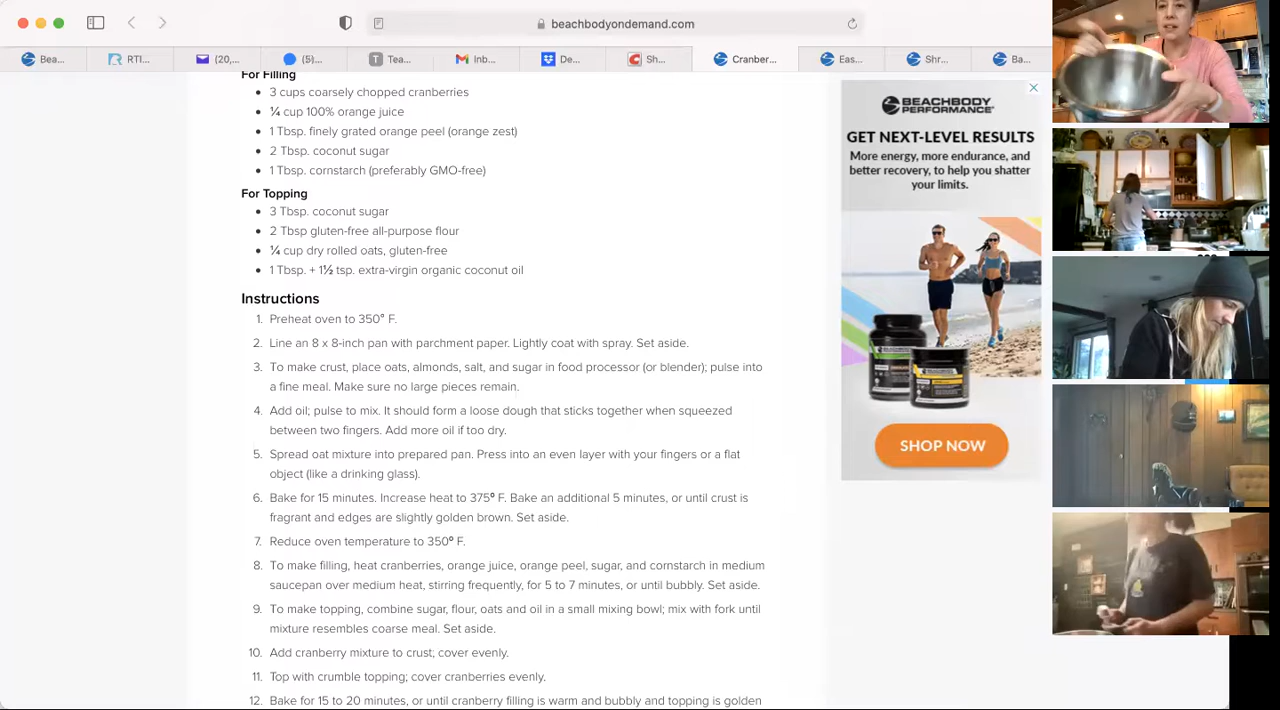 beachbodyondemand.com
Bea...
RTI...
(20,...
(5)...
Tea...
Inb...
De...
Sh...
Cranber...
Eas...
Shr...
Ba...
For Filling
3 cups coarsely chopped cranberries
¼ cup 100% orange juice
1 Tbsp. finely grated orange peel (orange zest)
2 Tbsp. coconut sugar
1 Tbsp. cornstarch (preferably GMO-free)
For Topping
3 Tbsp. coconut sugar
2 Tbsp gluten-free all-purpose flour
¼ cup dry rolled oats, gluten-free
1 Tbsp. + 1½ tsp. extra-virgin organic coconut oil
Instructions
1. Preheat oven to 350° F.
2. Line an 8 x 8-inch pan with parchment paper. Lightly coat with spray. Set aside.
3. To make crust, place oats, almonds, salt, and sugar in food processor (or blender); pulse into
a fine meal. Make sure no large pieces remain.
4. Add oil; pulse to mix. It should form a loose dough that sticks together when squeezed
between two fingers. Add more oil if too dry.
5. Spread oat mixture into prepared pan. Press into an even layer with your fingers or a flat
object (like a drinking glass).
6. Bake for 15 minutes. Increase heat to 375º F. Bake an additional 5 minutes, or until crust is
fragrant and edges are slightly golden brown. Set aside.
7. Reduce oven temperature to 350º F.
8. To make filling, heat cranberries, orange juice, orange peel, sugar, and cornstarch in medium
saucepan over medium heat, stirring frequently, for 5 to 7 minutes, or until bubbly. Set aside.
9. To make topping, combine sugar, flour, oats and oil in a small mixing bowl; mix with fork until
mixture resembles coarse meal. Set aside.
10. Add cranberry mixture to crust; cover evenly.
11. Top with crumble topping; cover cranberries evenly.
12. Bake for 15 to 20 minutes, or until cranberry filling is warm and bubbly and topping is golden
BEACHBODY
PERFORMANCE
GET NEXT-LEVEL RESULTS
More energy, more endurance, and
better recovery, to help you shatter
your limits.
SHOP NOW